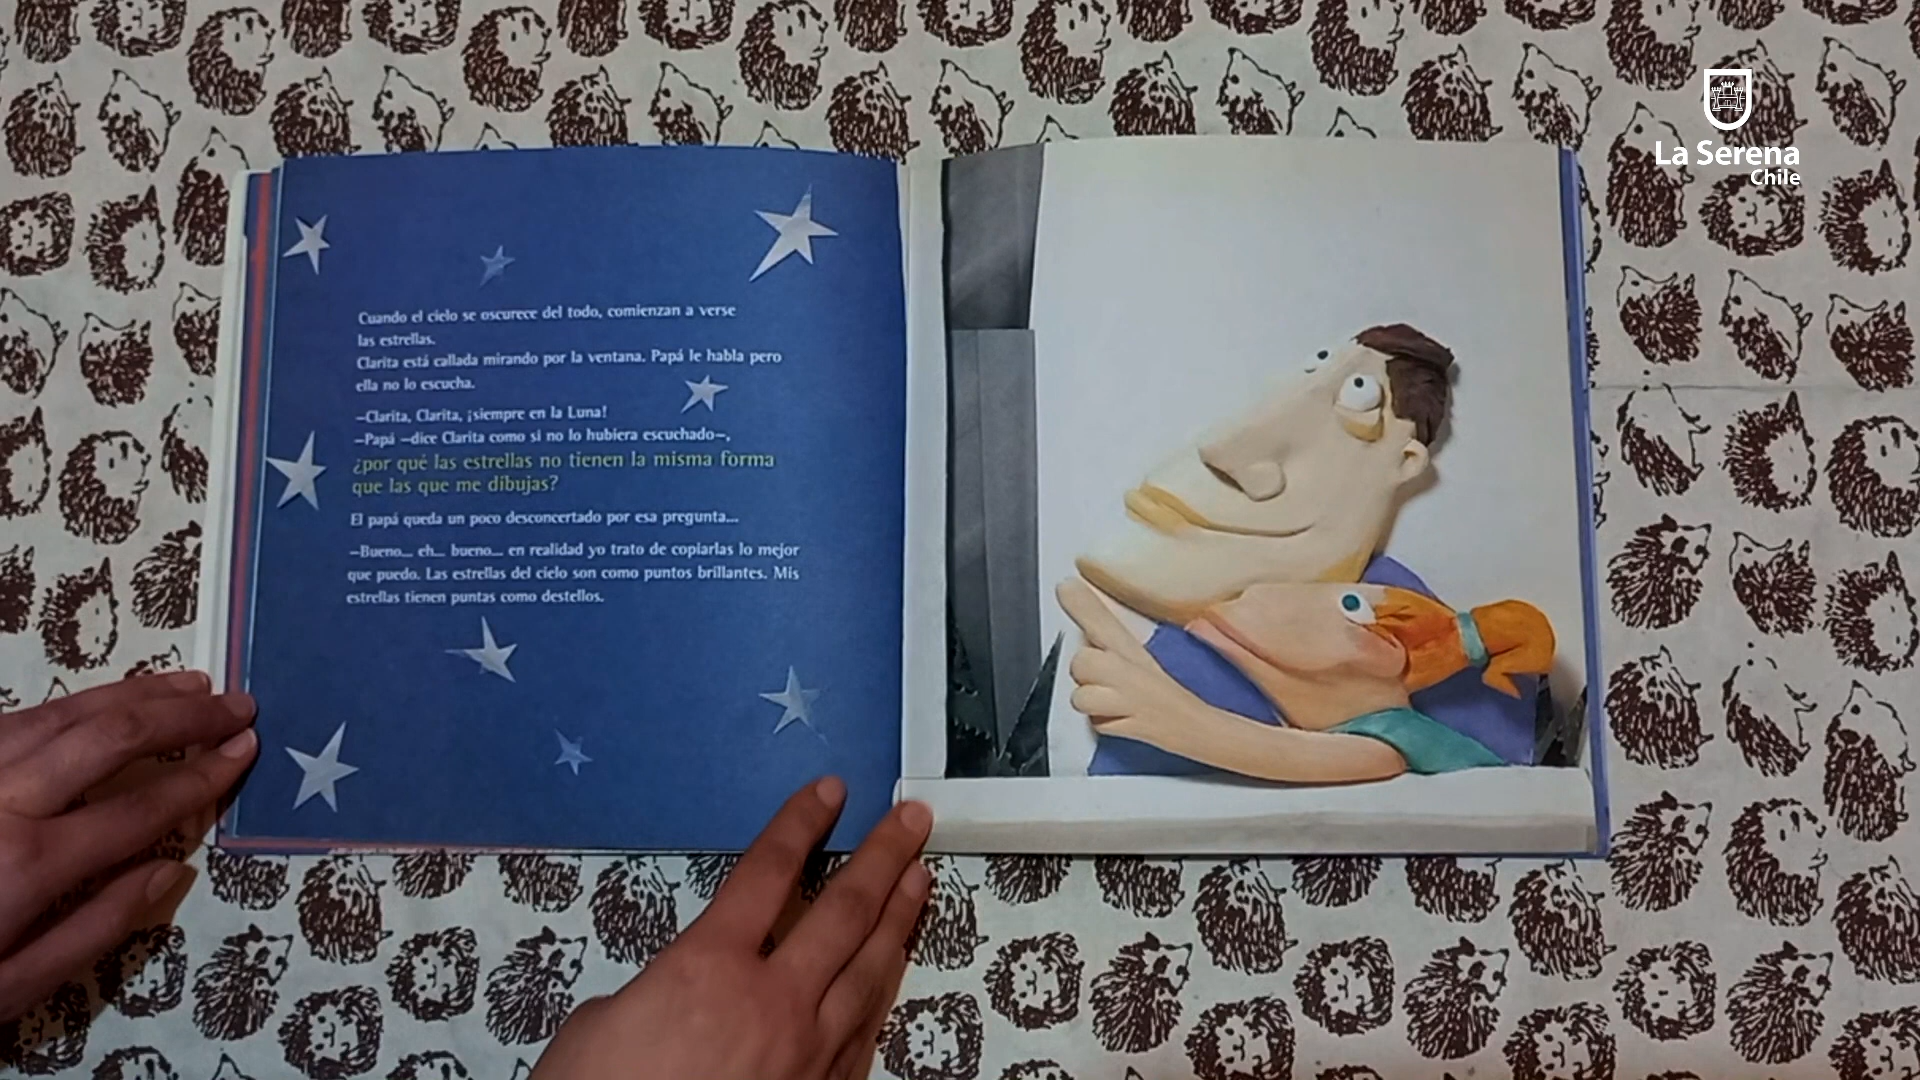 Cuando el cielo se oscurece del todo, comienzan a verse
las estrellas.
Clarita está callada mirando por la ventana. Papá le habla pero
ella no lo escucha.
–Clarita, Clarita, ¡siempre en la Luna!
–Papá –dice Clarita como si no lo hubiera escuchado–,
¿por qué las estrellas no tienen la misma forma
que las que me dibujas?
El papá queda un poco desconcertado por esa pregunta...
–Bueno... eh... bueno... en realidad yo trato de copiarlas lo mejor
que puedo. Las estrellas del cielo son como puntos brillantes. Mis
estrellas tienen puntas como destellos.
La Serena
Chile